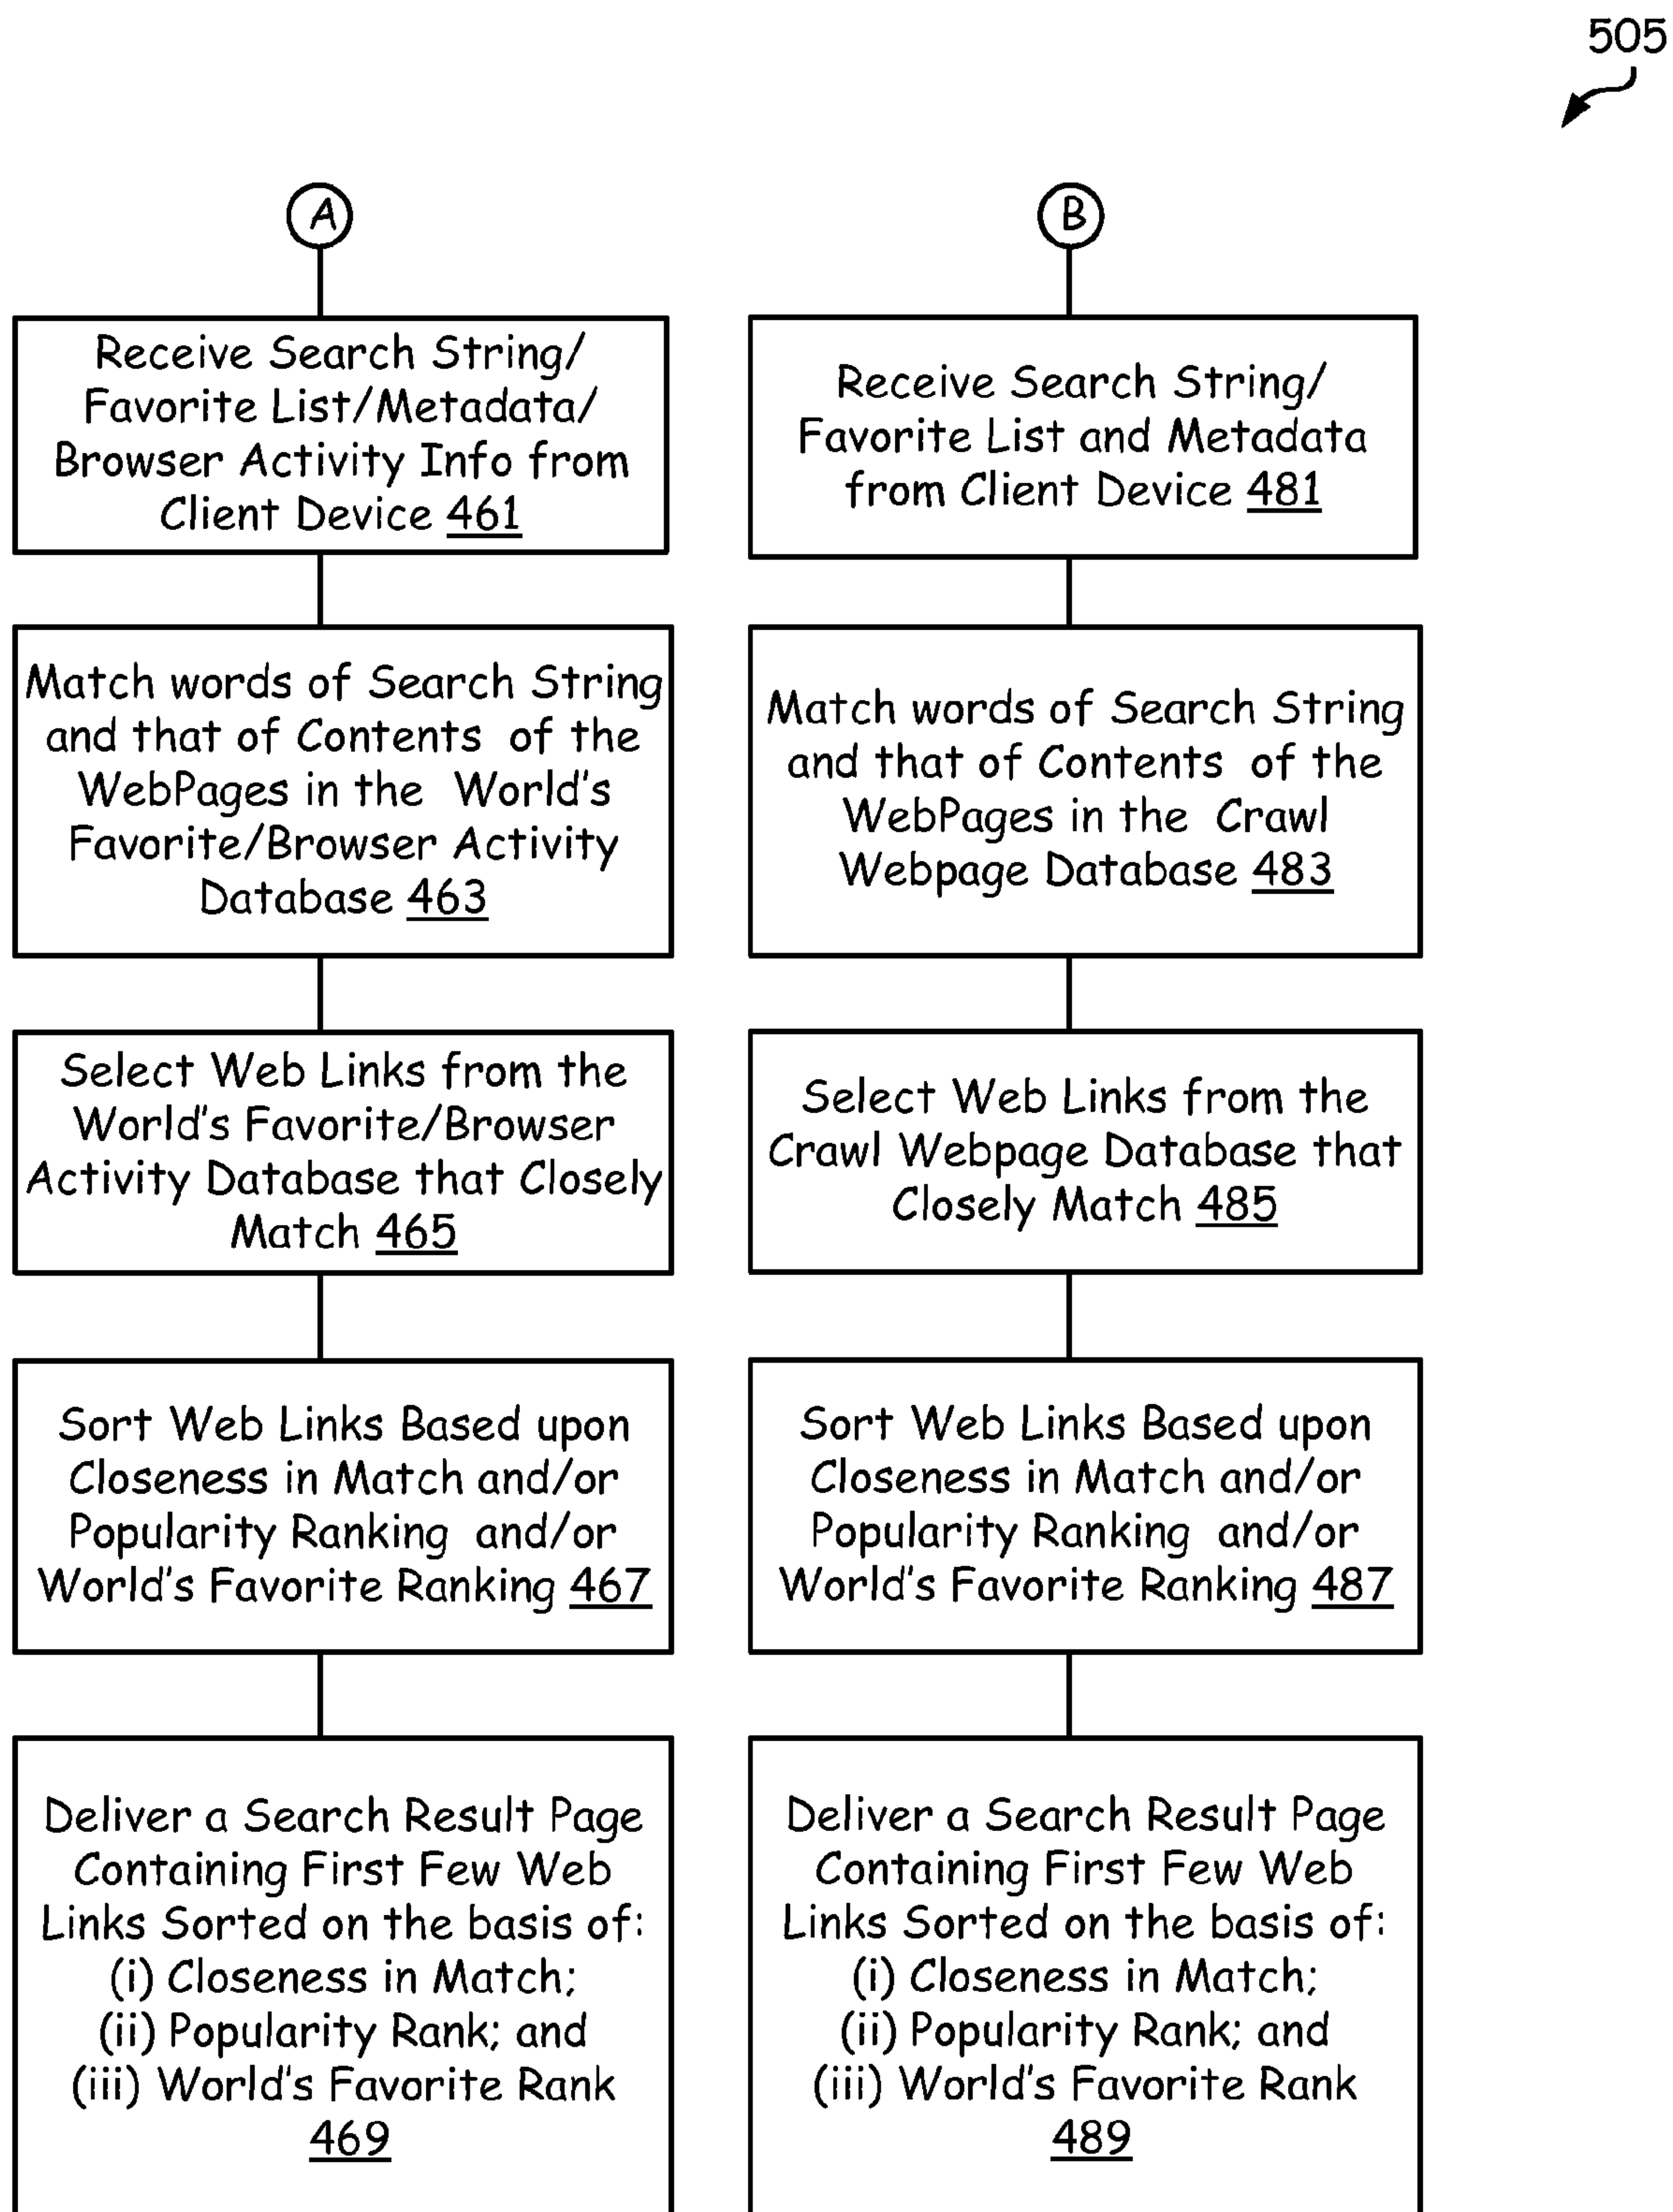 505
A
Receive Search String/
Favorite List/Metadata/
Browser Activity Info from
Client Device 461
Match words of Search String
and that of Contents of the
WebPages in the World's
Favorite/Browser Activity
Database 463
Select Web Links from the
World's Favorite/Browser
Activity Database that Closely
Match 465
Sort Web Links Based upon
Closeness in Match and/or
Popularity Ranking and/or
World's Favorite Ranking 467
Deliver a Search Result Page
Containing First Few Web
Links Sorted on the basis of:
(i) Closeness in Match;
(ii) Popularity Rank; and
(iii) World's Favorite Rank
469
B
Receive Search String/
Favorite List and Metadata
from Client Device 481
Match words of Search String
and that of Contents of the
WebPages in the Crawl
Webpage Database 483
Select Web Links from the
Crawl Webpage Database that
Closely Match 485
Sort Web Links Based upon
Closeness in Match and/or
Popularity Ranking and/or
World's Favorite Ranking 487
Deliver a Search Result Page
Containing First Few Web
Links Sorted on the basis of:
(i) Closeness in Match;
(ii) Popularity Rank; and
(iii) World's Favorite Rank
489